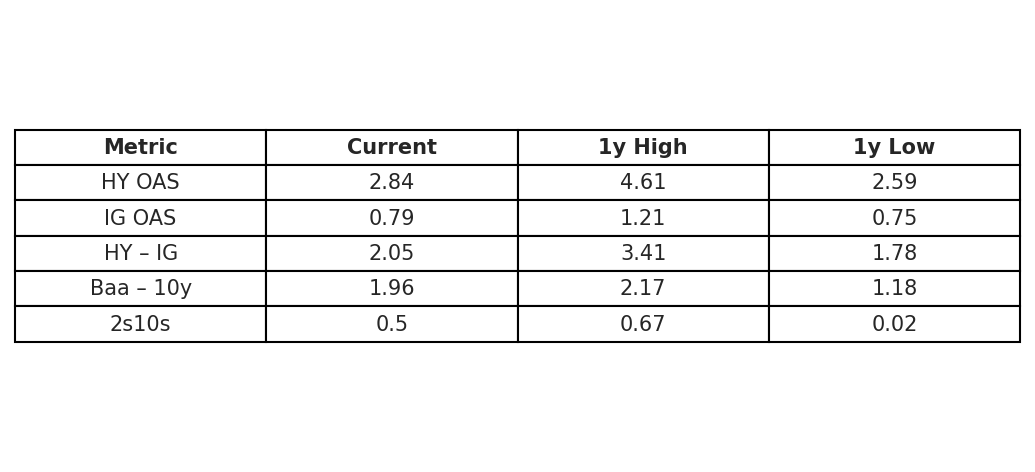 Metric Current 1y High 1y Low
HY OAS 2.84 4.61 2.59
IG OAS 0.79 1.21 0.75
HY – IG 2.05 3.41 1.78
Baa – 10y 1.96 2.17 1.18
2s10s 0.5 0.67 0.02